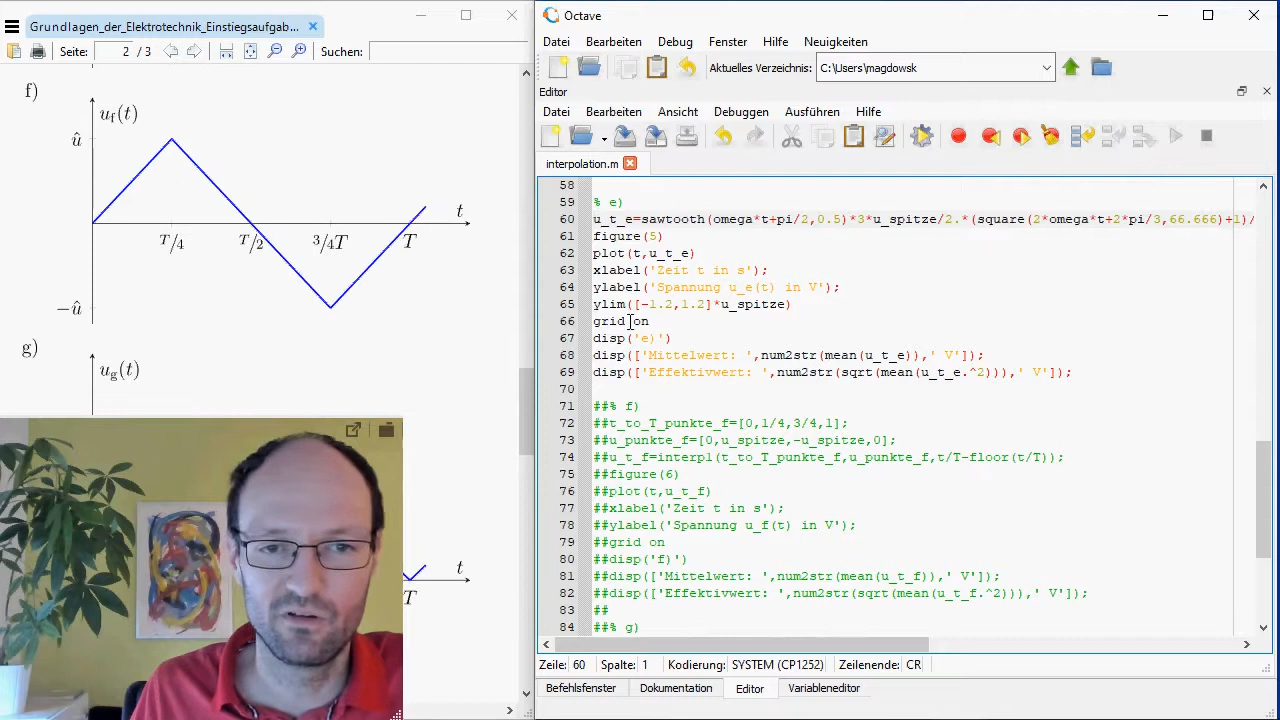 Grundlagen_der_Elektrotechnik_Einstiegsaufgab...
Seite: 2 / 3 Suchen:
f)
u_f(t)
û
t
T/4 T/2 3/4T T
−û
g)
u_g(t)
t
T
Octave
Datei Bearbeiten Debug Fenster Hilfe Neuigkeiten
Aktuelles Verzeichnis: C:\Users\magdowsk
Editor
Datei Bearbeiten Ansicht Debuggen Ausführen Hilfe
interpolation.m
58
59 % e)
60 u_t_e=sawtooth(omega*t+pi/2,0.5)*3*u_spitze/2.*(square(2*omega*t+2*pi/3,66.666)+1)/
61 figure(5)
62 plot(t,u_t_e)
63 xlabel('Zeit t in s');
64 ylabel('Spannung u_e(t) in V');
65 ylim([-1.2,1.2]*u_spitze)
66 grid on
67 disp('e)')
68 disp(['Mittelwert: ',num2str(mean(u_t_e)),' V']);
69 disp(['Effektivwert: ',num2str(sqrt(mean(u_t_e.^2))),' V']);
70
71 ##% f)
72 ##t_to_T_punkte_f=[0,1/4,3/4,1];
73 ##u_punkte_f=[0,u_spitze,-u_spitze,0];
74 ##u_t_f=interp1(t_to_T_punkte_f,u_punkte_f,t/T-floor(t/T));
75 ##figure(6)
76 ##plot(t,u_t_f)
77 ##xlabel('Zeit t in s');
78 ##ylabel('Spannung u_f(t) in V');
79 ##grid on
80 ##disp('f)')
81 ##disp(['Mittelwert: ',num2str(mean(u_t_f)),' V']);
82 ##disp(['Effektivwert: ',num2str(sqrt(mean(u_t_f.^2))),' V']);
83 ##
84 ##% g)
Zeile: 60 Spalte: 1 Kodierung: SYSTEM (CP1252) Zeilenende: CR
Befehlsfenster Dokumentation Editor Variableneditor